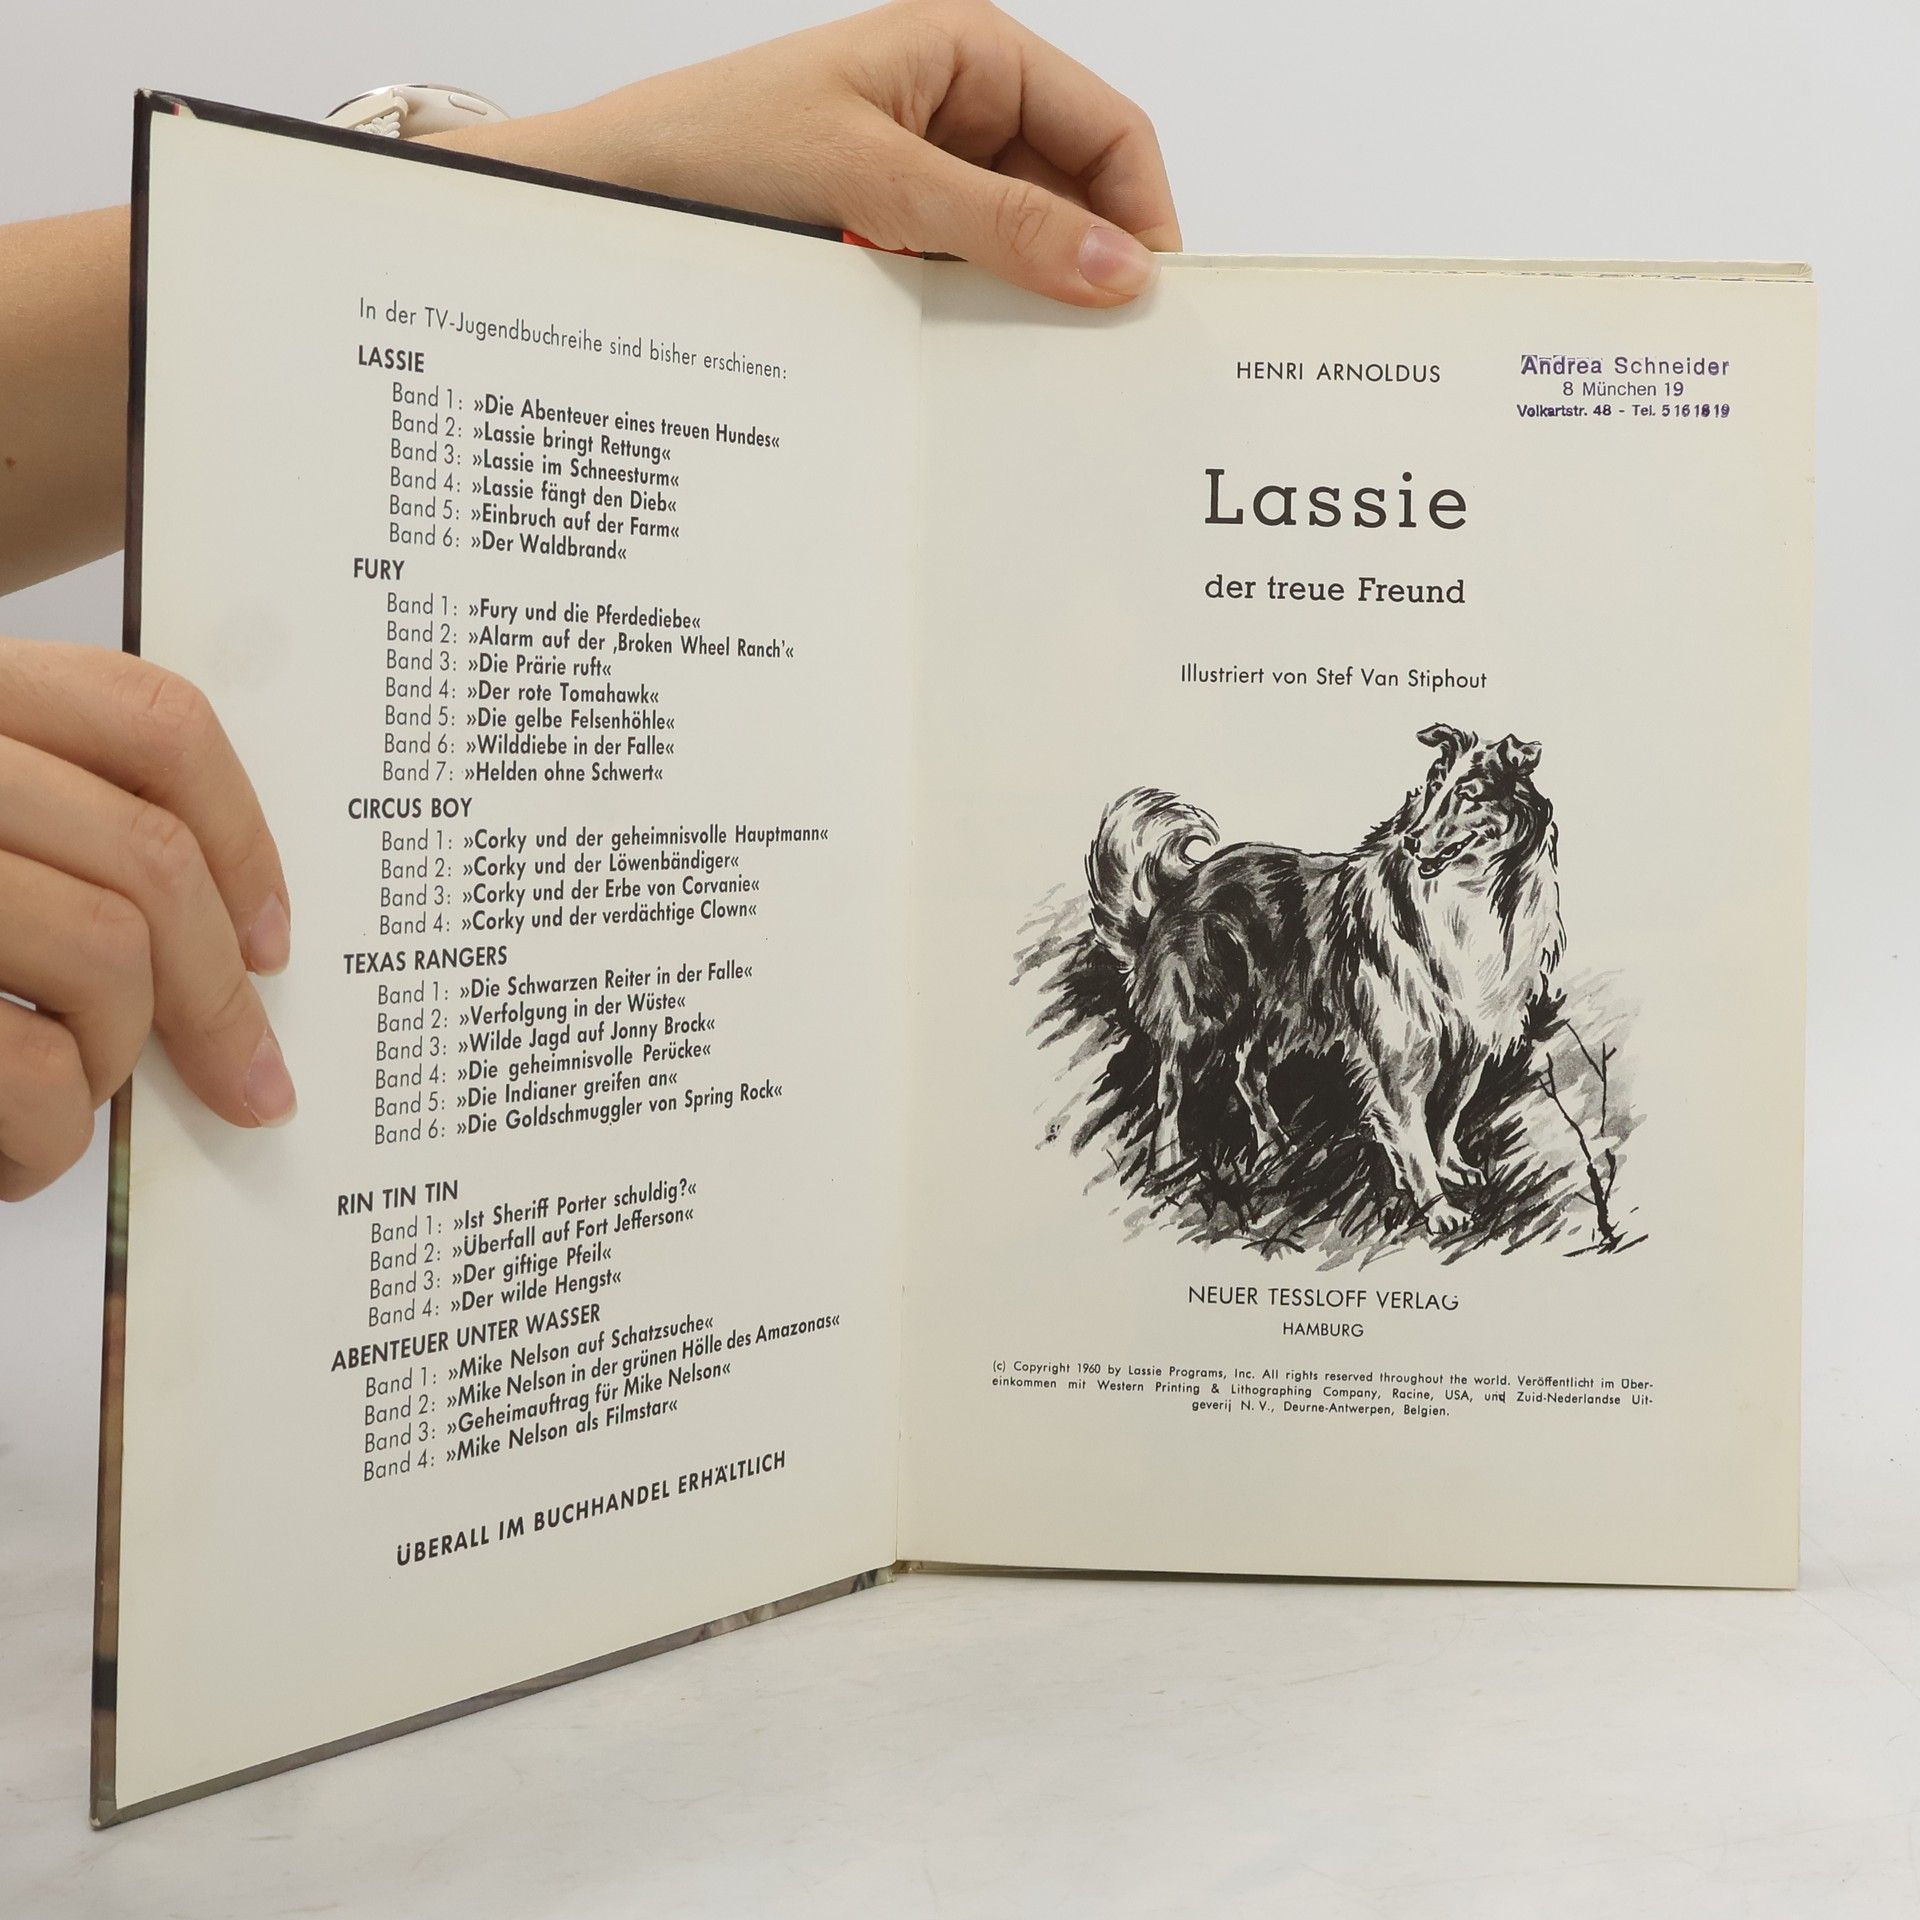 In der TV-Jugendbuchreihe sind bisher erschienen:
LASSIE
Band 1: »Die Abenteuer eines treuen Hundes«
Band 2: »Lassie bringt Rettung«
Band 3: »Lassie im Schneesturm«
Band 4: »Lassie fängt den Dieb«
Band 5: »Einbruch auf der Farm«
Band 6: »Der Waldbrand«
FURY
Band 1: »Fury und die Pferdediebe«
Band 2: »Alarm auf der ‚Broken Wheel Ranch'«
Band 3: »Die Prärie ruft«
Band 4: »Der rote Tomahawk«
Band 5: »Die gelbe Felsenhöhle«
Band 6: »Wilddiebe in der Falle«
Band 7: »Helden ohne Schwert«
CIRCUS BOY
Band 1: »Corky und der geheimnisvolle Hauptmann«
Band 2: »Corky und der Löwenbändiger«
Band 3: »Corky und der Erbe von Corvanie«
Band 4: »Corky und der verdächtige Clown«
TEXAS RANGERS
Band 1: »Die Schwarzen Reiter in der Falle«
Band 2: »Verfolgung in der Wüste«
Band 3: »Wilde Jagd auf Jonny Brock«
Band 4: »Die geheimnisvolle Perücke«
Band 5: »Die Indianer greifen an«
Band 6: »Die Goldschmuggler von Spring Rock«
RIN TIN TIN
Band 1: »Ist Sheriff Porter schuldig?«
Band 2: »Überfall auf Fort Jefferson«
Band 3: »Der giftige Pfeil«
Band 4: »Der wilde Hengst«
ABENTEUER UNTER WASSER
Band 1: »Mike Nelson auf Schatzsuche«
Band 2: »Mike Nelson in der grünen Hölle des Amazonas«
Band 3: »Geheimauftrag für Mike Nelson«
Band 4: »Mike Nelson als Filmstar«
ÜBERALL IM BUCHHANDEL ERHÄLTLICH
HENRI ARNOLDUS
Andrea Schneider
8 München 19
Volkartstr. 48 - Tel. 5161819
Lassie
der treue Freund
Illustriert von Stef Van Stiphout
NEUER TESSLOFF VERLAG
HAMBURG
(c) Copyright 1960 by Lassie Programs, Inc. All rights reserved throughout the world. Veröffentlicht im Über-
einkommen mit Western Printing & Lithographing Company, Racine, USA, und Zuid-Nederlandse Uit-
geverij N. V., Deurne-Antwerpen, Belgien.